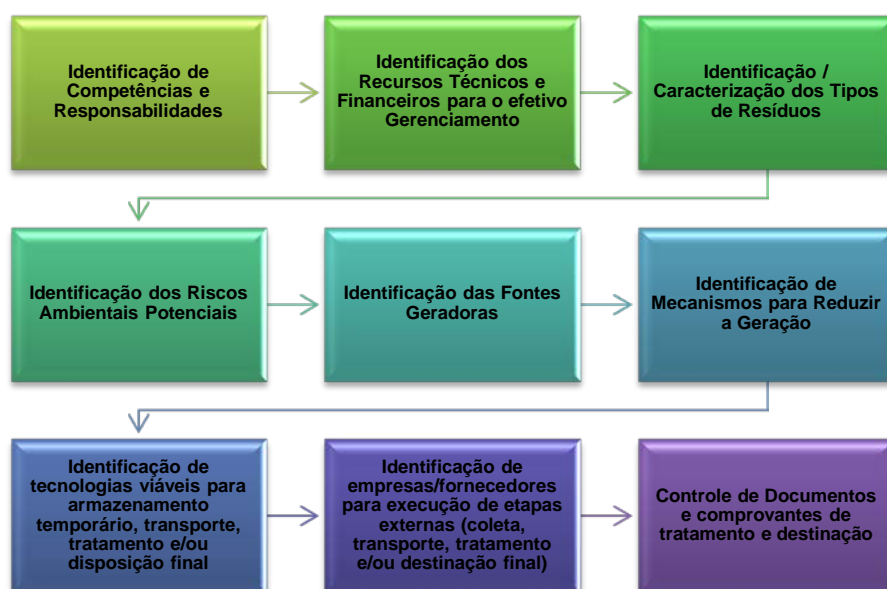 Identificação de
Competências e
Responsabilidades
Identificação dos
Recursos Técnicos e
Financeiros para o efetivo
Gerenciamento
Identificação /
Caracterização dos Tipos
de Resíduos
Identificação dos Riscos
Ambientais Potenciais
Identificação das Fontes
Geradoras
Identificação de
Mecanismos para Reduzir
a Geração
Identificação de
tecnologias viáveis para
armazenamento
temporário, transporte,
tratamento e/ou
disposição final
Identificação de
empresas/fornecedores
para execução de etapas
externas (coleta,
transporte, tratamento
e/ou destinação final)
Controle de Documentos
e comprovantes de
tratamento e destinação